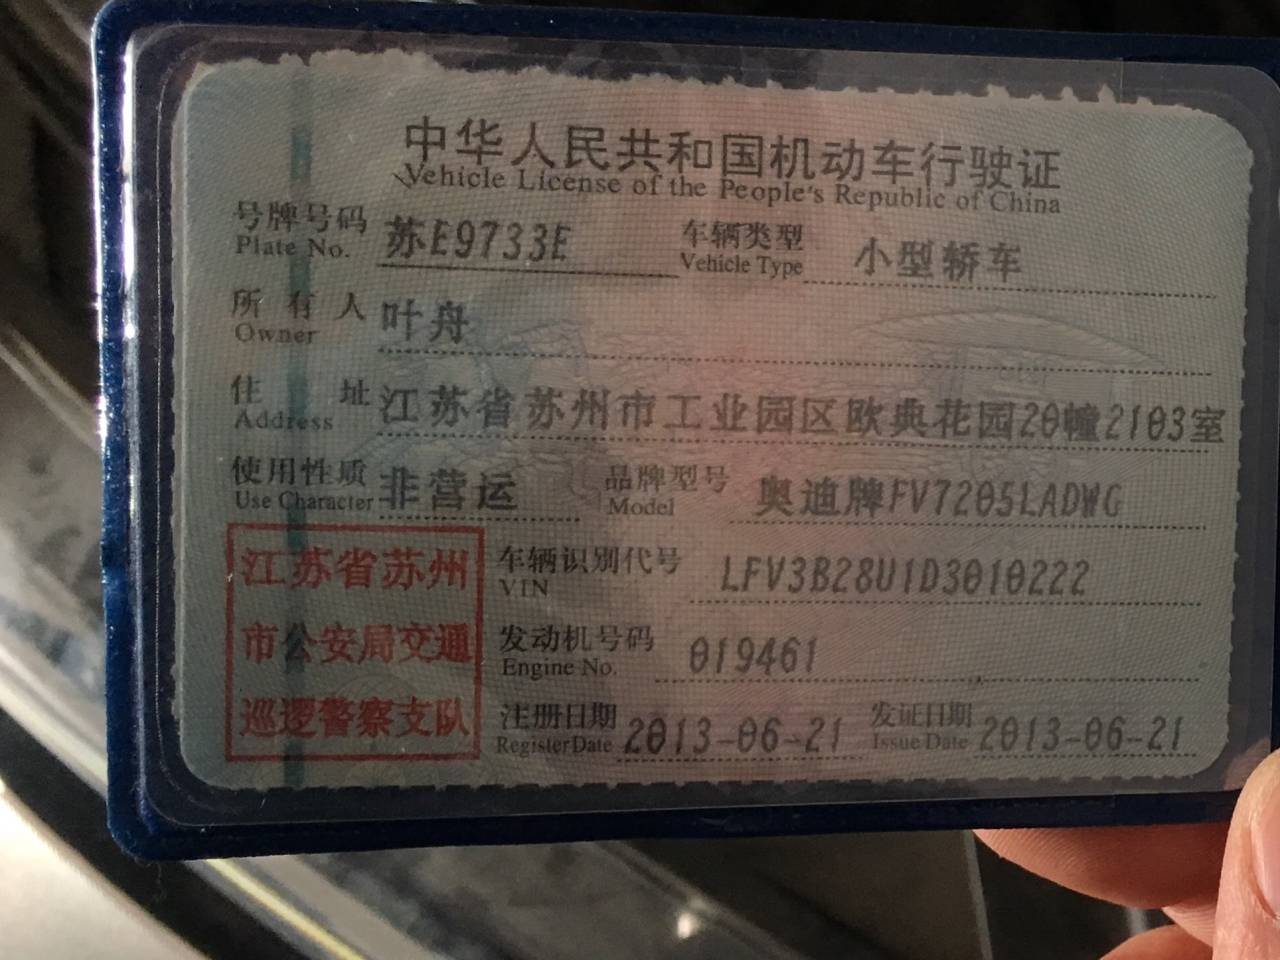 中华人民共和国机动车行驶证
Vehicle License of the People's Republic of China
号牌号码 苏E9733E 车辆类型 小型轿车
Plate No. Vehicle Type
所有人 叶舟
Owner
住址 江苏省苏州市工业园区欧典花园20幢2103室
Address
使用性质 非营运 品牌型号 奥迪牌FV7205LADWG
Use Character Model
江苏省苏州
市公安局交通
巡逻警察支队
车辆识别代号 LFV3B28U1D3010222
VIN
发动机号码 019461
Engine No.
注册日期 2013-06-21 发证日期 2013-06-21
Register Date Issue Date